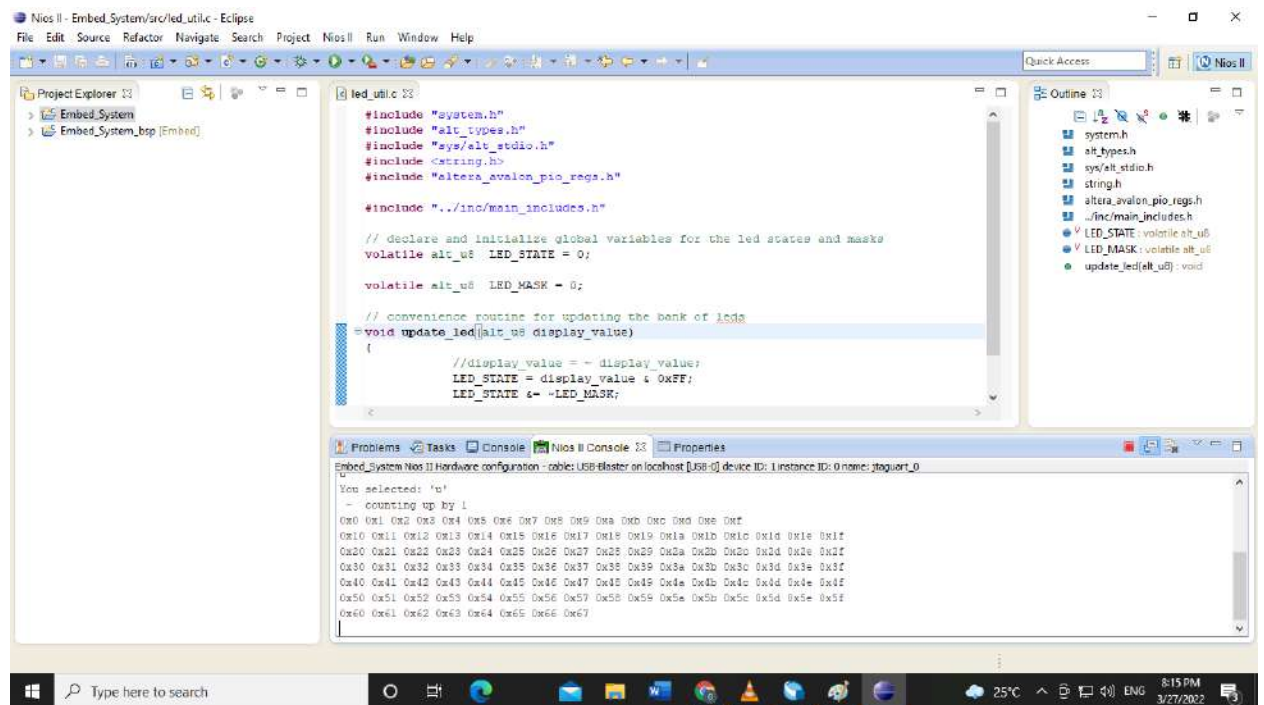 Nios II - Embed_System/src/led_util.c - Eclipse
File Edit Source Refactor Navigate Search Project Nios II Run Window Help
Quick Access
Nios II
Project Explorer
Embed_System
Embed_System_bsp [Embed]
led_util.c
#include "system.h"
#include "alt_types.h"
#include "sys/alt_stdio.h"
#include <string.h>
#include "altera_avalon_pio_regs.h"
#include "../inc/main_includes.h"
// declare and initialize global variables for the led states and masks
volatile alt_u8 LED_STATE = 0;
volatile alt_u8 LED_MASK = 0;
// convenience routine for updating the bank of leds
void update_led(alt_u8 display_value)
{
//display_value = ~ display_value;
LED_STATE = display_value & 0xFF;
LED_STATE &= ~LED_MASK;
Outline
system.h
alt_types.h
sys/alt_stdio.h
string.h
altera_avalon_pio_regs.h
../inc/main_includes.h
LED_STATE : volatile alt_u8
LED_MASK : volatile alt_u8
update_led(alt_u8) : void
Problems Tasks Console Nios II Console Properties
Embed_System Nios II Hardware configuration - cable: USB-Blaster on localhost [USB-0] device ID: 1 instance ID: 0 name: jtaguart_0
You selected: 'u'
- counting up by 1
0x0 0x1 0x2 0x3 0x4 0x5 0x6 0x7 0x8 0x9 0xa 0xb 0xc 0xd 0xe 0xf
0x10 0x11 0x12 0x13 0x14 0x15 0x16 0x17 0x18 0x19 0x1a 0x1b 0x1c 0x1d 0x1e 0x1f
0x20 0x21 0x22 0x23 0x24 0x25 0x26 0x27 0x28 0x29 0x2a 0x2b 0x2c 0x2d 0x2e 0x2f
0x30 0x31 0x32 0x33 0x34 0x35 0x36 0x37 0x38 0x39 0x3a 0x3b 0x3c 0x3d 0x3e 0x3f
0x40 0x41 0x42 0x43 0x44 0x45 0x46 0x47 0x48 0x49 0x4a 0x4b 0x4c 0x4d 0x4e 0x4f
0x50 0x51 0x52 0x53 0x54 0x55 0x56 0x57 0x58 0x59 0x5a 0x5b 0x5c 0x5d 0x5e 0x5f
0x60 0x61 0x62 0x63 0x64 0x65 0x66 0x67
Type here to search
25°C
ENG
8:15 PM
3/27/2022